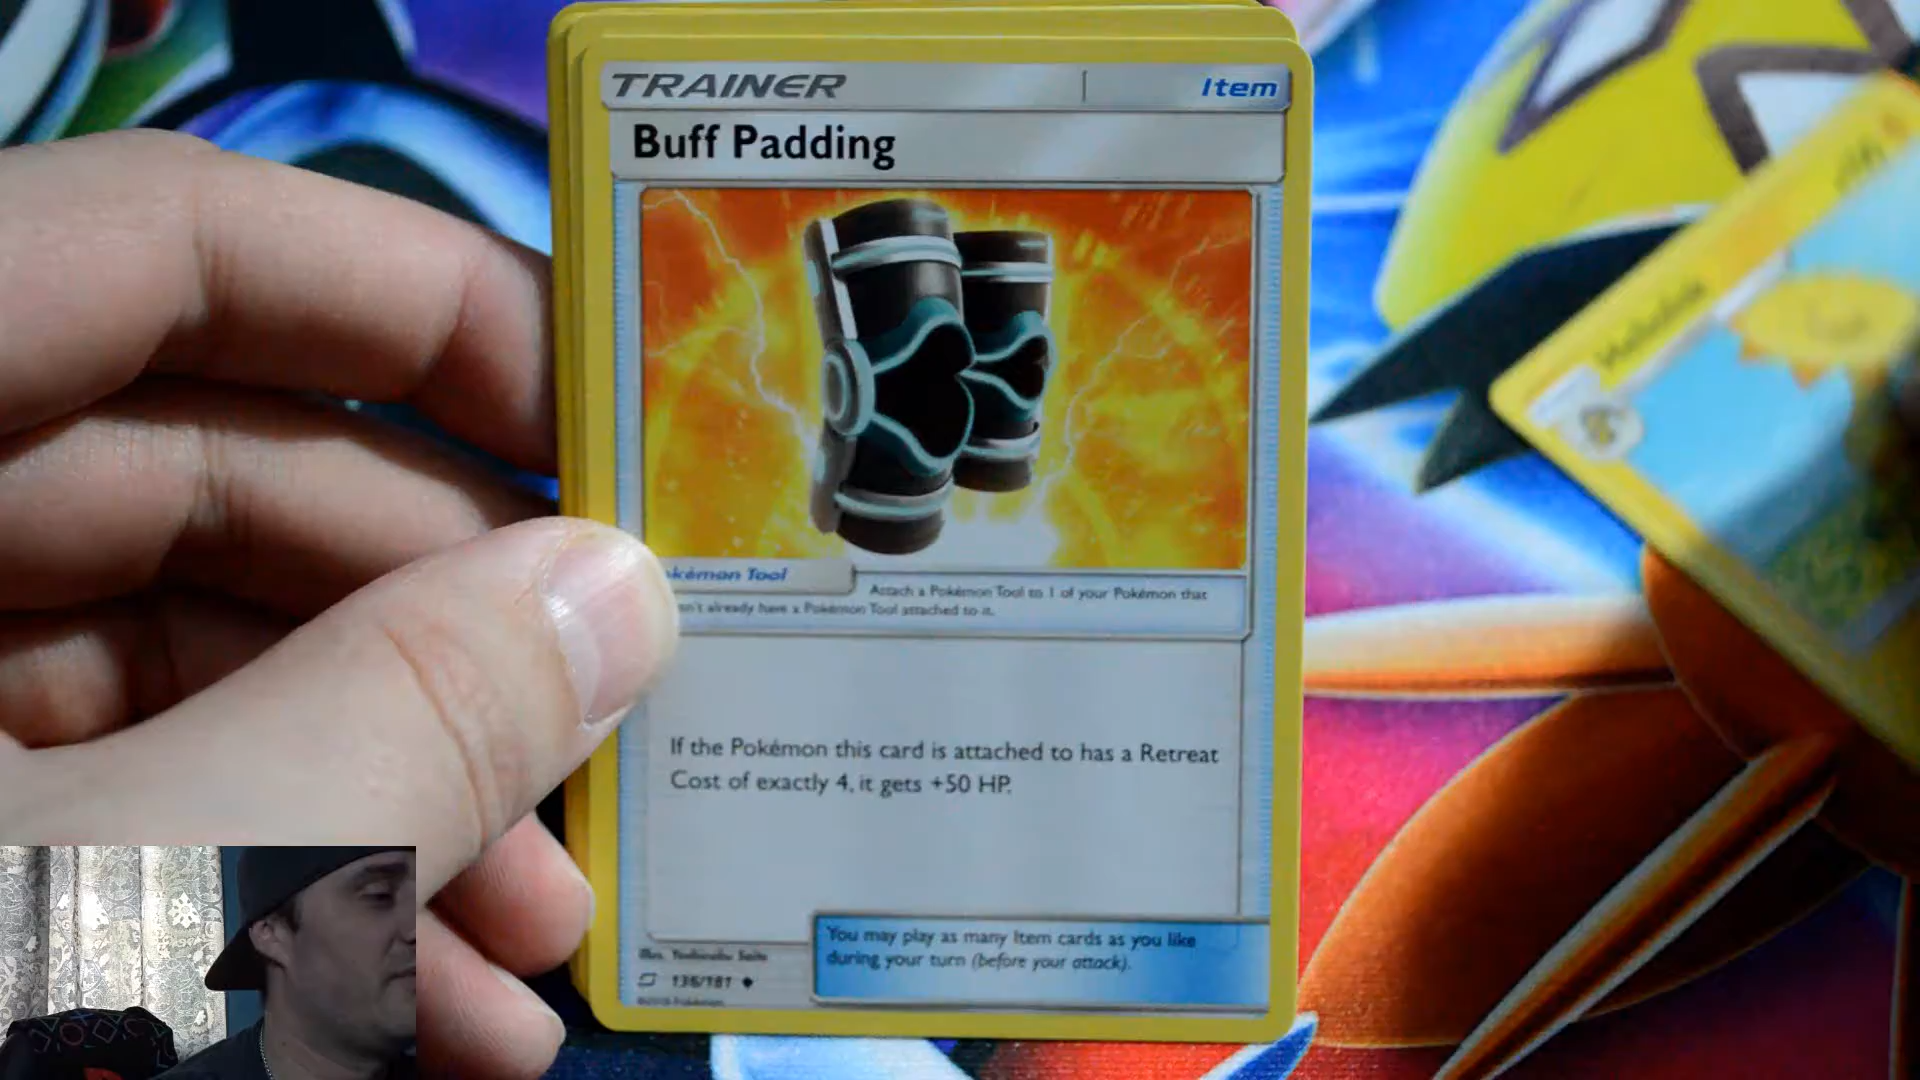 TRAINER
Item
Buff Padding
kémon Tool
Attach a Pokémon Tool to 1 of your Pokémon that
n't already have a Pokémon Tool attached to it.
If the Pokémon this card is attached to has a Retreat
Cost of exactly 4, it gets +50 HP.
You may play as many Item cards as you like
during your turn (before your attack).
136/181